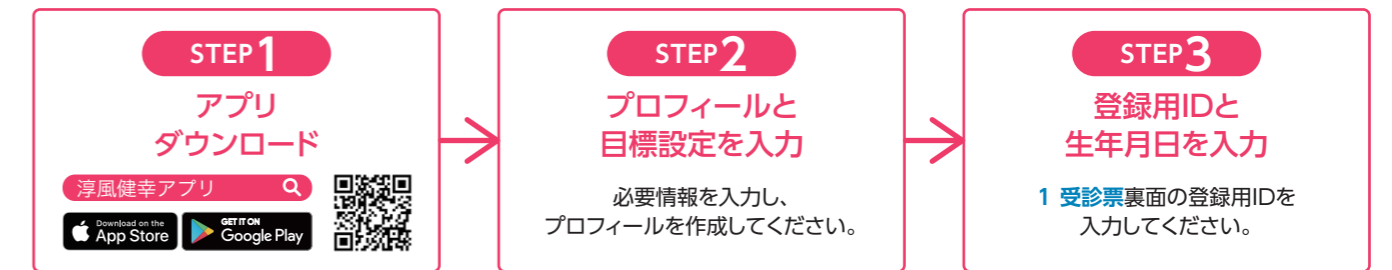 STEP1
アプリ
ダウンロード
淳風健幸アプリ
Download on the
App Store
GET IT ON
Google Play
STEP2
プロフィールと
目標設定を入力
必要情報を入力し、
プロフィールを作成してください。
STEP3
登録用IDと
生年月日を入力
1 受診票裏面の登録用IDを
入力してください。